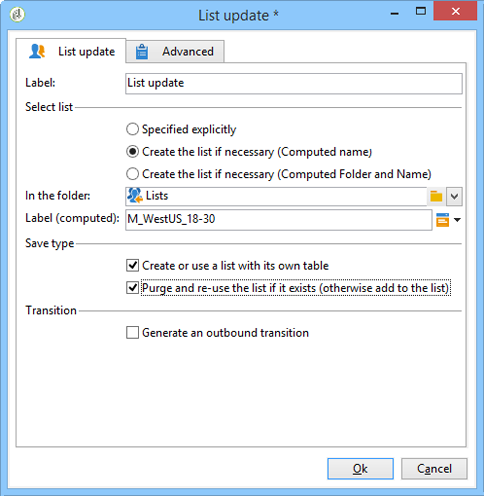 List update *
List update
Advanced
Label:
List update
Select list
Specified explicitly
Create the list if necessary (Computed name)
Create the list if necessary (Computed Folder and Name)
In the folder:
Lists
Label (computed):
M_WestUS_18-30
Save type
Create or use a list with its own table
Purge and re-use the list if it exists (otherwise add to the list)
Transition
Generate an outbound transition
Ok
Cancel